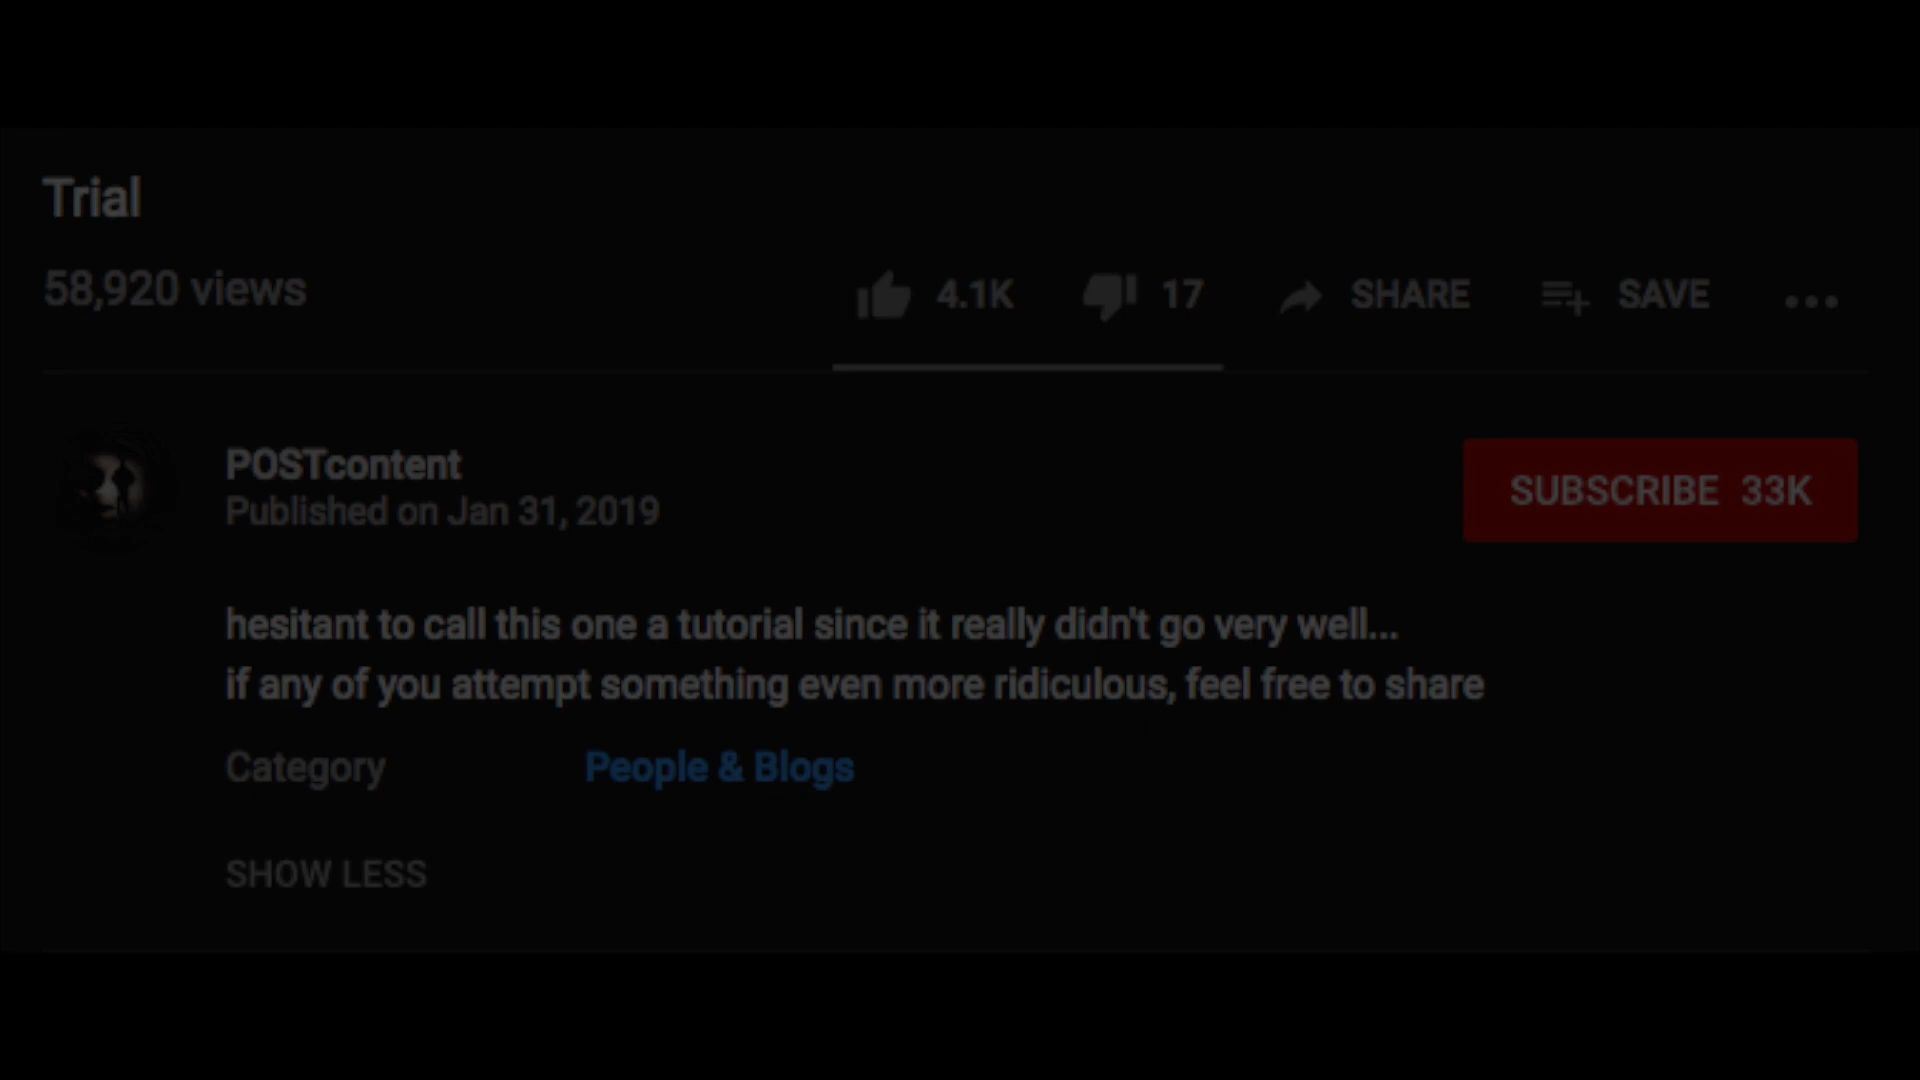 Trial
58,920 views
4.1K 17 SHARE SAVE
POSTcontent
Published on Jan 31, 2019
SUBSCRIBE 33K
hesitant to call this one a tutorial since it really didn't go very well...
if any of you attempt something even more ridiculous, feel free to share
Category People & Blogs
SHOW LESS